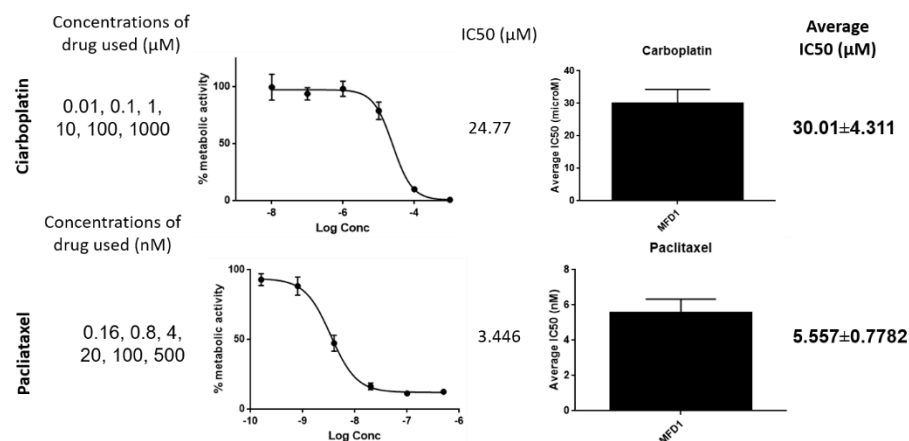 Concentrations of
drug used (μM)
IC50 (μM)
Average
IC50 (μM)
Ciarboplatin
0.01, 0.1, 1,
10, 100, 1000
% metabolic activity
100
50
0
-8
-6
-4
Log Conc
24.77
Carboplatin
Average IC50 (microM)
40
30
20
10
0
MFD1
30.01±4.311
Concentrations of
drug used (nM)
Pacliataxel
0.16, 0.8, 4,
20, 100, 500
% metabolic activity
100
50
0
-10
-9
-8
-7
-6
Log Conc
3.446
Paclitaxel
Average IC50 (nM)
8
6
4
2
0
MFD1
5.557±0.7782